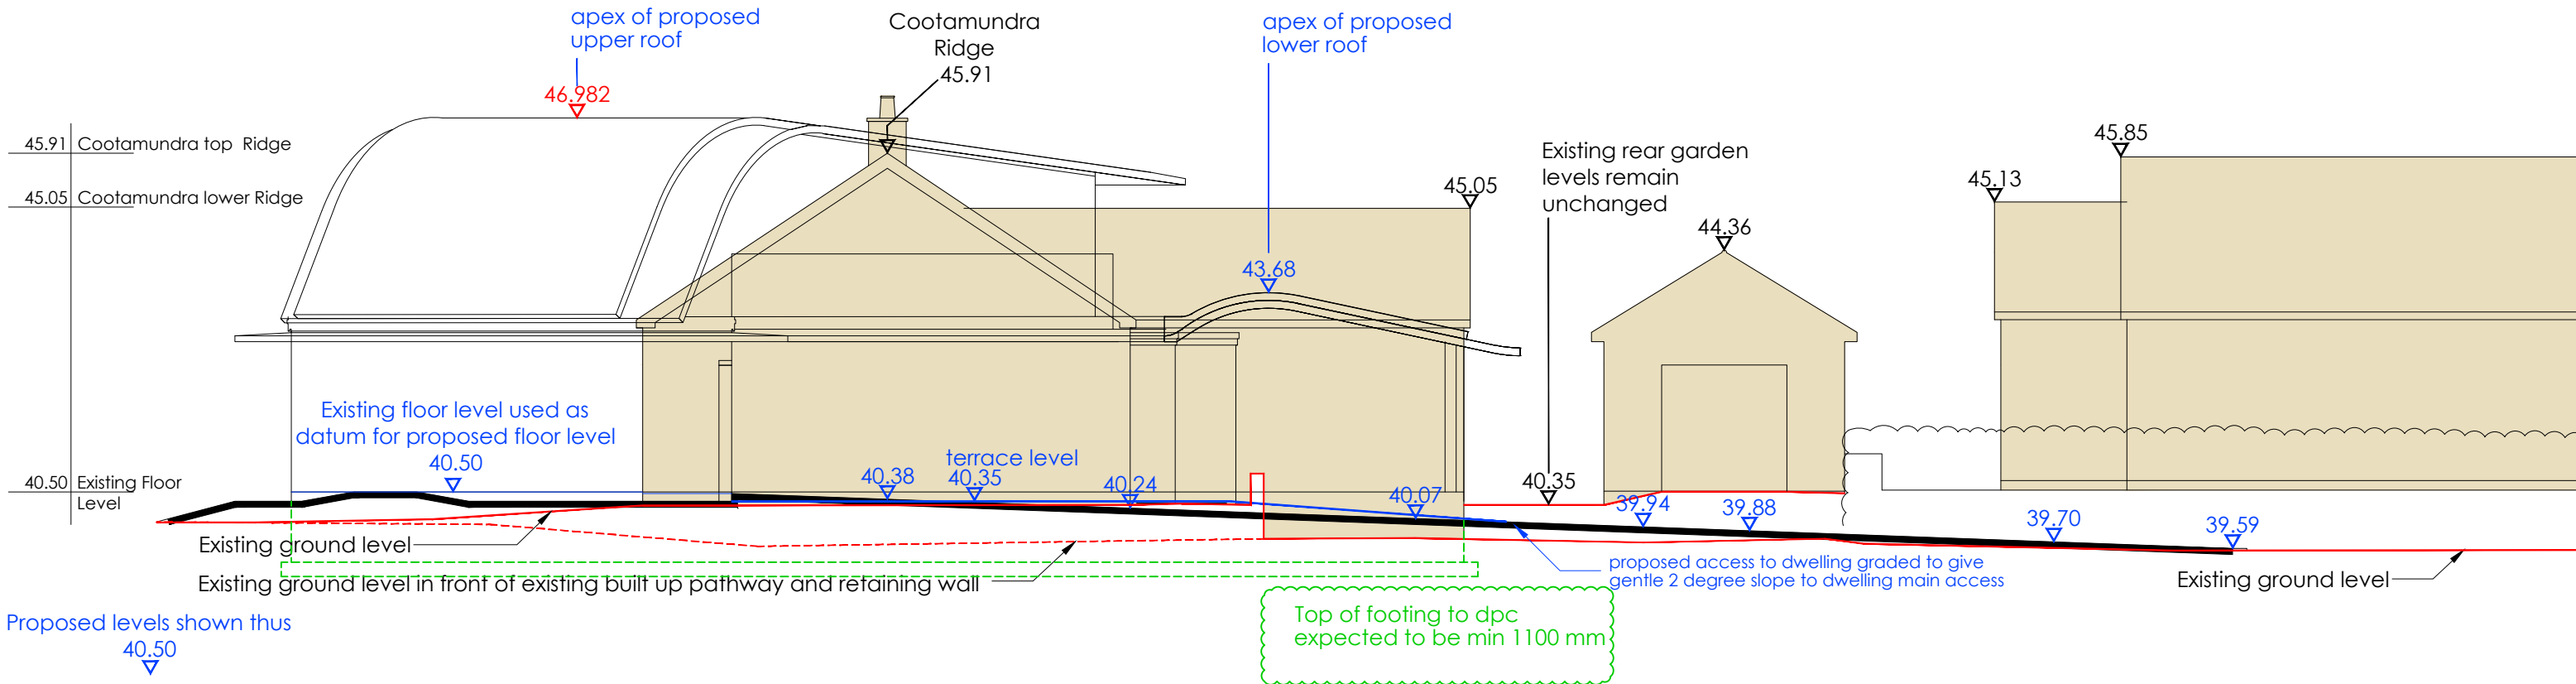 apex of proposed
upper roof
46.982
Cootamundra
Ridge
45.91
apex of proposed
lower roof
43.68
45.91 Cootamundra top Ridge
45.05 Cootamundra lower Ridge
40.50 Existing Floor
Level
Existing floor level used as
datum for proposed floor level
40.50
40.38
terrace level
40.35
40.24
40.07
45.05
Existing rear garden
levels remain
unchanged
40.35
44.36
39.94
39.88
45.13
45.85
39.70
39.59
Existing ground level
Existing ground level in front of existing built up pathway and retaining wall
proposed access to dwelling graded to give
gentle 2 degree slope to dwelling main access
Existing ground level
Top of footing to dpc
expected to be min 1100 mm
Proposed levels shown thus
40.50